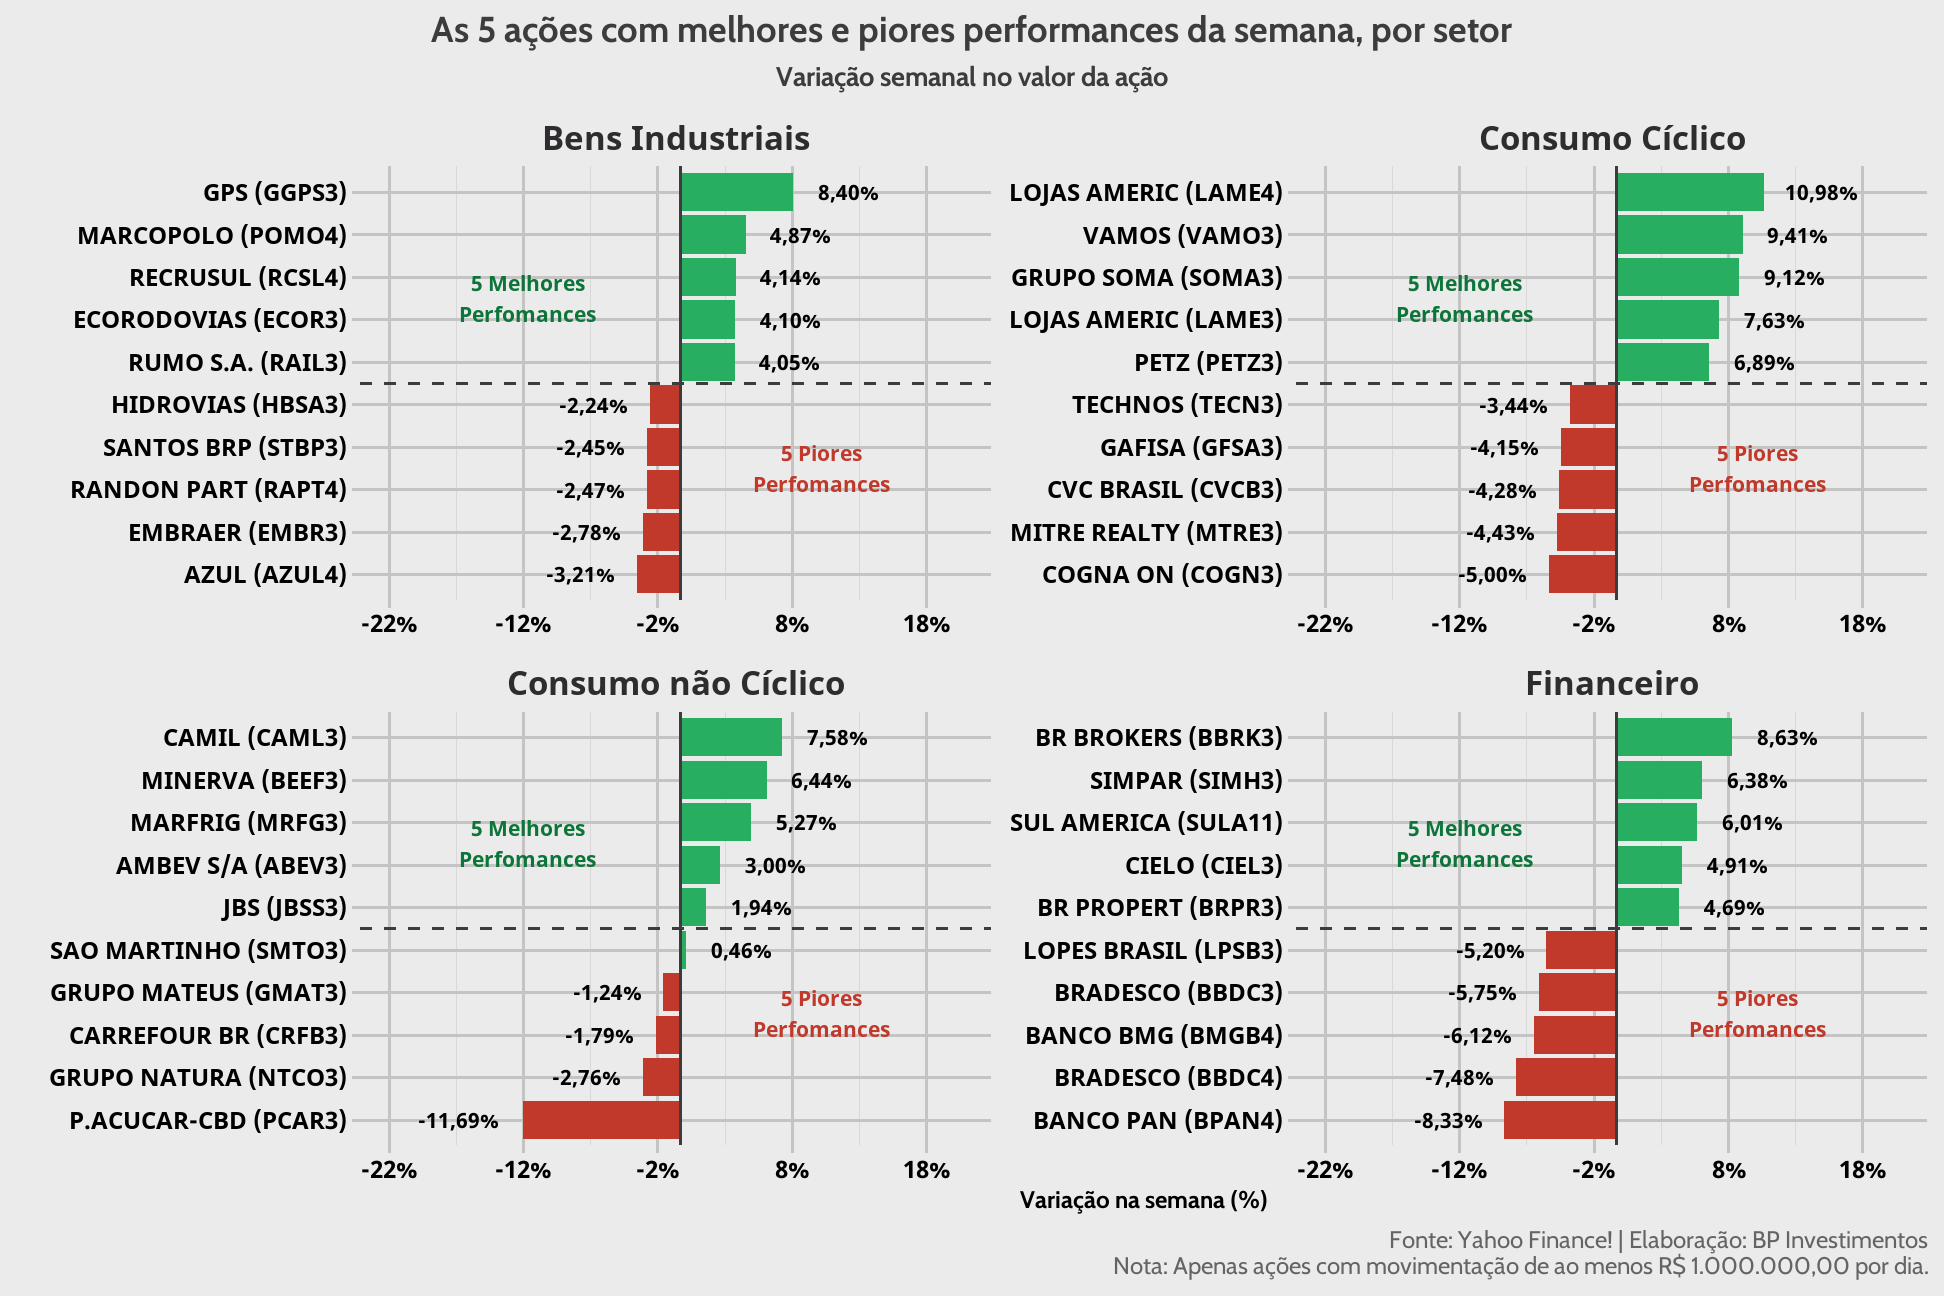 As 5 ações com melhores e piores performances da semana, por setor
Variação semanal no valor da ação
Bens Industriais
GPS (GGPS3) 8,40%
MARCOPOLO (POMO4) 4,87%
RECRUSUL (RCSL4) 4,14%
5 Melhores
Perfomances
ECORODOVIAS (ECOR3) 4,10%
RUMO S.A. (RAIL3) 4,05%
HIDROVIAS (HBSA3) -2,24%
SANTOS BRP (STBP3) -2,45%
5 Piores
Perfomances
RANDON PART (RAPT4) -2,47%
EMBRAER (EMBR3) -2,78%
AZUL (AZUL4) -3,21%
-22% -12% -2% 8% 18%
Consumo Cíclico
LOJAS AMERIC (LAME4) 10,98%
VAMOS (VAMO3) 9,41%
GRUPO SOMA (SOMA3) 9,12%
5 Melhores
Perfomances
LOJAS AMERIC (LAME3) 7,63%
PETZ (PETZ3) 6,89%
TECHNOS (TECN3) -3,44%
GAFISA (GFSA3) -4,15%
5 Piores
Perfomances
CVC BRASIL (CVCB3) -4,28%
MITRE REALTY (MTRE3) -4,43%
COGNA ON (COGN3) -5,00%
-22% -12% -2% 8% 18%
Consumo não Cíclico
CAMIL (CAML3) 7,58%
MINERVA (BEEF3) 6,44%
MARFRIG (MRFG3) 5,27%
5 Melhores
Perfomances
AMBEV S/A (ABEV3) 3,00%
JBS (JBSS3) 1,94%
SAO MARTINHO (SMTO3) 0,46%
GRUPO MATEUS (GMAT3) -1,24%
5 Piores
Perfomances
CARREFOUR BR (CRFB3) -1,79%
GRUPO NATURA (NTCO3) -2,76%
P.ACUCAR-CBD (PCAR3) -11,69%
-22% -12% -2% 8% 18%
Financeiro
BR BROKERS (BBRK3) 8,63%
SIMPAR (SIMH3) 6,38%
SUL AMERICA (SULA11) 6,01%
5 Melhores
Perfomances
CIELO (CIEL3) 4,91%
BR PROPERT (BRPR3) 4,69%
LOPES BRASIL (LPSB3) -5,20%
BRADESCO (BBDC3) -5,75%
5 Piores
Perfomances
BANCO BMG (BMGB4) -6,12%
BRADESCO (BBDC4) -7,48%
BANCO PAN (BPAN4) -8,33%
-22% -12% -2% 8% 18%
Variação na semana (%)
Fonte: Yahoo Finance! | Elaboração: BP Investimentos
Nota: Apenas ações com movimentação de ao menos R$ 1.000.000,00 por dia.